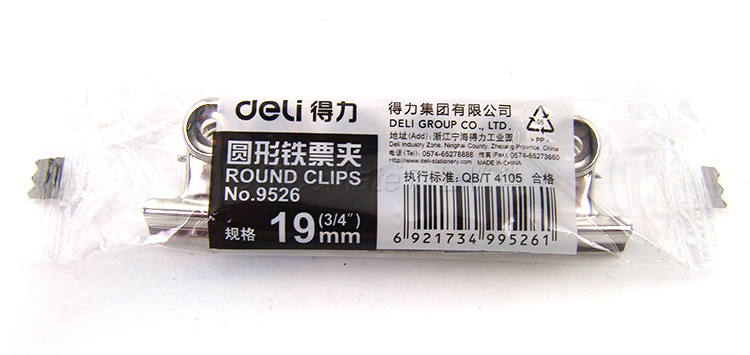 deli 得力
圆形铁票夹
ROUND CLIPS
No.9526
规格 19mm (3/4")
得力集团有限公司
DELI GROUP CO., LTD.
地址(Add): 浙江宁海得力工业园
Deli Industry Zone, Ninghai County, Zhejiang Province, China
电话(Tel): 0574-65278888 传真(Fax): 0574-65273660
Http://www.deli-stationery.com MADE IN CHINA
06
> PP <
执行标准: QB/T 4105 合格
6 921734 995261